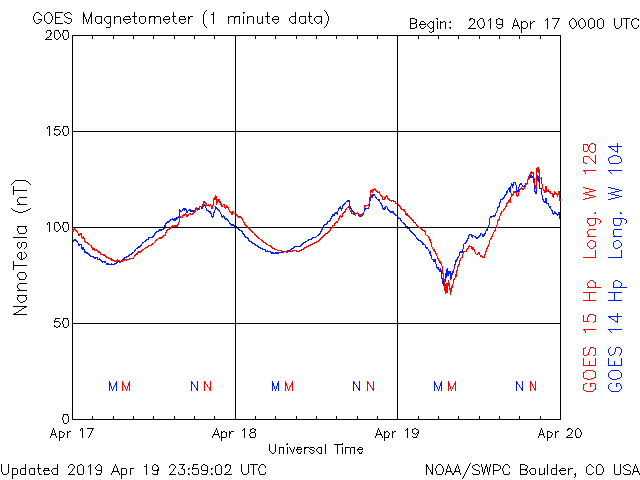 GOES Magnetometer (1 minute data)
Begin: 2019 Apr 17 0000 UTC
200
150
100
50
0
NanoTesla (nT)
M M N N M M N N M M N N
Apr 17 Apr 18 Apr 19 Apr 20
Universal Time
GOES 15 Hp Long. W 128
GOES 14 Hp Long. W 104
Updated 2019 Apr 19 23:59:02 UTC
NOAA/SWPC Boulder, CO USA